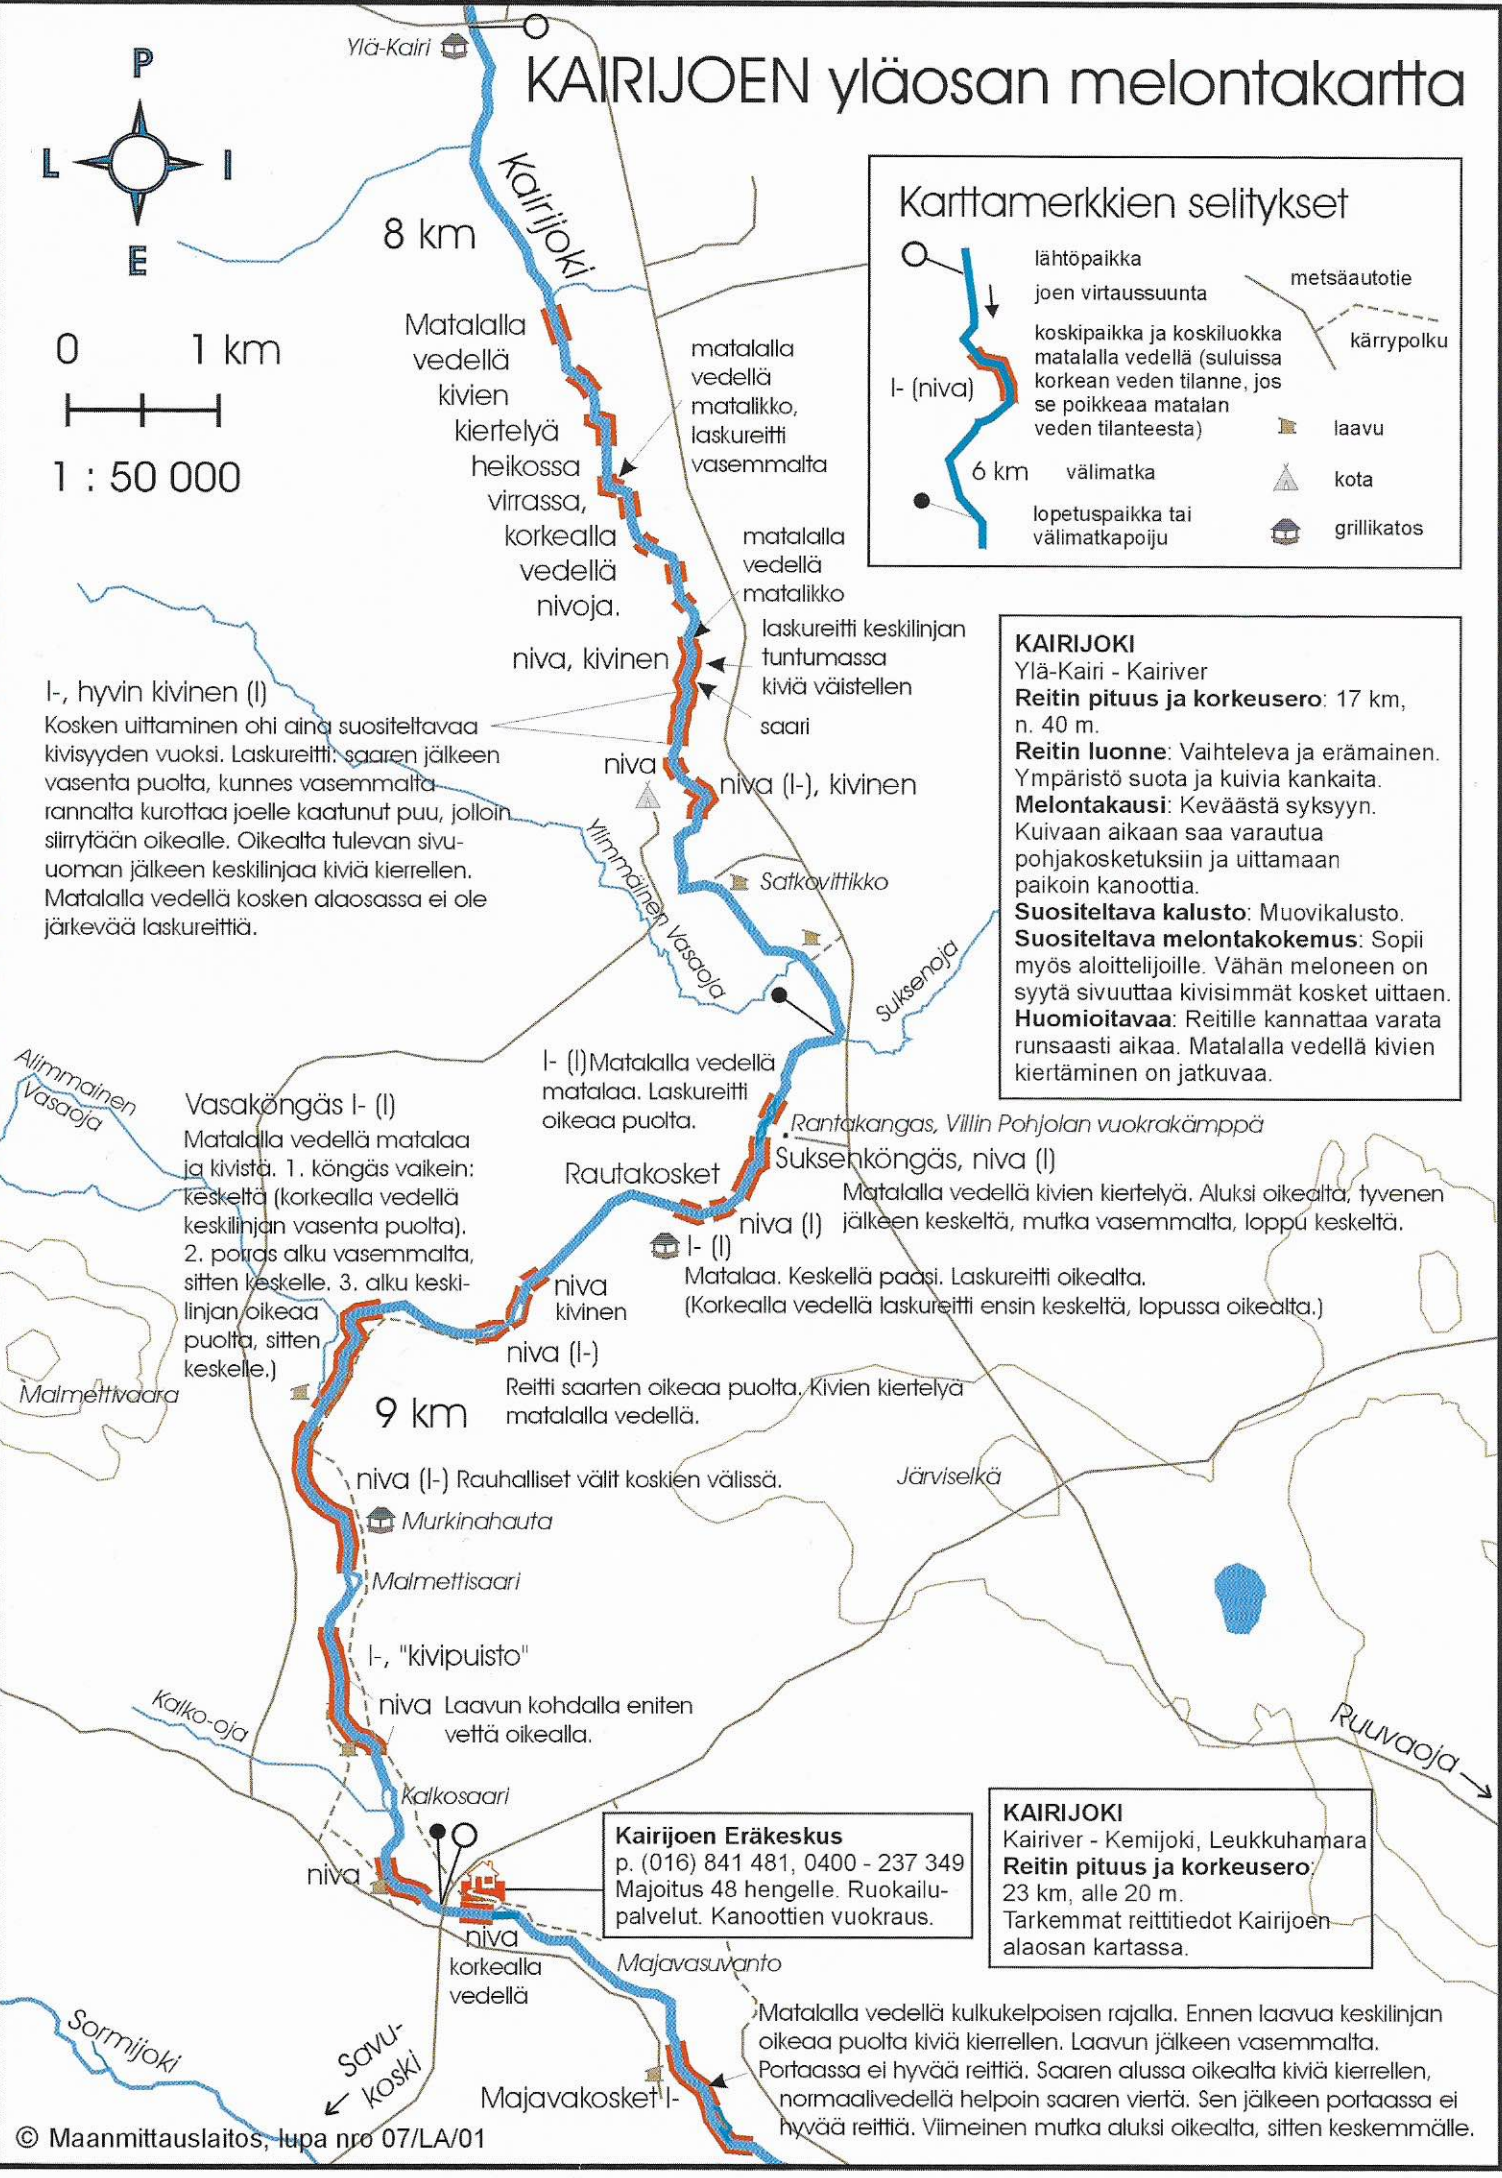 KAIRIJOEN yläosan melontakartta
Ylä-Kairi
P
L
I
E
Kairijoki
8 km
0 1 km
1 : 50 000
Karttamerkkien selitykset
lähtöpaikka
joen virtaussuunta
koskipaikka ja koskiluokka
matalalla vedellä (suluissa
korkean veden tilanne, jos
se poikkeaa matalan
veden tilanteesta)
I- (niva)
6 km
välimatka
lopetuspaikka tai
välimatkapoiju
metsäautotie
kärrypolku
laavu
kota
grillikatos
Matalalla
vedellä
kivien
kiertelyä
heikossa
virrassa,
korkealla
vedellä
nivoja.
matalalla
vedellä
matalikko,
laskureitti
vasemmalta
matalalla
vedellä
matalikko
laskureitti keskilinjan
tuntumassa
kiviä väistellen
saari
niva, kivinen
I-, hyvin kivinen (I)
Kosken uittaminen ohi aina suositeltavaa
kivisyyden vuoksi. Laskureitti: saaren jälkeen
vasenta puolta, kunnes vasemmalta
rannalta kurottaa joelle kaatunut puu, jolloin
siirrytään oikealle. Oikealta tulevan sivu-
uoman jälkeen keskilinjaa kiviä kierrellen.
Matalalla vedellä kosken alaosassa ei ole
järkevää laskureittiä.
niva
niva (I-), kivinen
Ylimmäinen Vasaoja
Satkovittikko
Suksenoja
KAIRIJOKI
Ylä-Kairi - Kairiver
Reitin pituus ja korkeusero: 17 km,
n. 40 m.
Reitin luonne: Vaihteleva ja erämainen.
Ympäristö suota ja kuivia kankaita.
Melontakausi: Keväästä syksyyn.
Kuivaan aikaan saa varautua
pohjakosketuksiin ja uittamaan
paikoin kanoottia.
Suositeltava kalusto: Muovikalusto.
Suositeltava melontakokemus: Sopii
myös aloittelijoille. Vähän meloneen on
syytä sivuuttaa kivisimmät kosket uittaen.
Huomioitavaa: Reitille kannattaa varata
runsaasti aikaa. Matalalla vedellä kivien
kiertäminen on jatkuvaa.
Alimmainen
Vasaoja
I- (I) Matalalla vedellä
matalaa. Laskureitti
oikeaa puolta.
Rantakangas, Villin Pohjolan vuokrakämppä
Suksenköngäs, niva (I)
Matalalla vedellä kivien kiertelyä. Aluksi oikealta, tyvenen
jälkeen keskeltä, mutka vasemmalta, loppu keskeltä.
Rautakosket
niva (I)
I- (I)
Matalaa. Keskellä paasi. Laskureitti oikealta.
(Korkealla vedellä laskureitti ensin keskeltä, lopussa oikealta.)
Vasaköngäs I- (I)
Matalalla vedellä matalaa
ja kivistä. 1. köngäs vaikein:
keskeltä (korkealla vedellä
keskilinjan vasenta puolta).
2. porras alku vasemmalta,
sitten keskelle. 3. alku keski-
linjan oikeaa
puolta, sitten
keskelle.)
niva
kivinen
niva (I-)
Reitti saarten oikeaa puolta. Kivien kiertelyä
matalalla vedellä.
Malmettivaara
9 km
niva (I-) Rauhalliset välit koskien välissä.
Järviselkä
Murkinahauta
Malmettisaari
I-, "kivipuisto"
niva Laavun kohdalla eniten
vettä oikealla.
Kalko-oja
Kalkosaari
Ruuvaoja
niva
Kairijoen Eräkeskus
p. (016) 841 481, 0400 - 237 349
Majoitus 48 hengelle. Ruokailu-
palvelut. Kanoottien vuokraus.
KAIRIJOKI
Kairiver - Kemijoki, Leukkuhamara
Reitin pituus ja korkeusero:
23 km, alle 20 m.
Tarkemmat reittitiedot Kairijoen
alaosan kartassa.
niva
korkealla
vedellä
Majavasuvanto
Sormijoki
Savu-
koski
Majavakosket I-
Matalalla vedellä kulkukelpoisen rajalla. Ennen laavua keskilinjan
oikeaa puolta kiviä kierrellen. Laavun jälkeen vasemmalta.
Portaassa ei hyvää reittiä. Saaren alussa oikealta kiviä kierrellen,
normaalivedellä helpoin saaren viertä. Sen jälkeen portaassa ei
hyvää reittiä. Viimeinen mutka aluksi oikealta, sitten keskemmälle.
© Maanmittauslaitos, lupa nro 07/LA/01